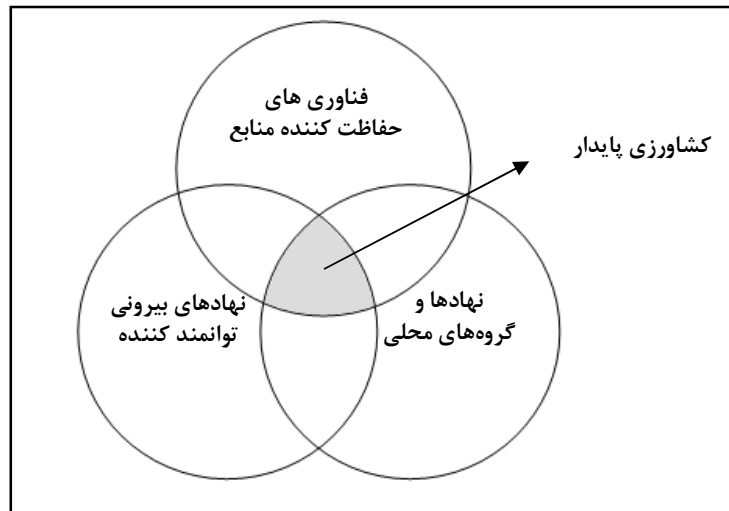 فناوری های
حفاظت کننده منابع
کشاورزی پایدار
نهادها و
گروه‌های محلی
نهادهای بیرونی
توانمند کننده